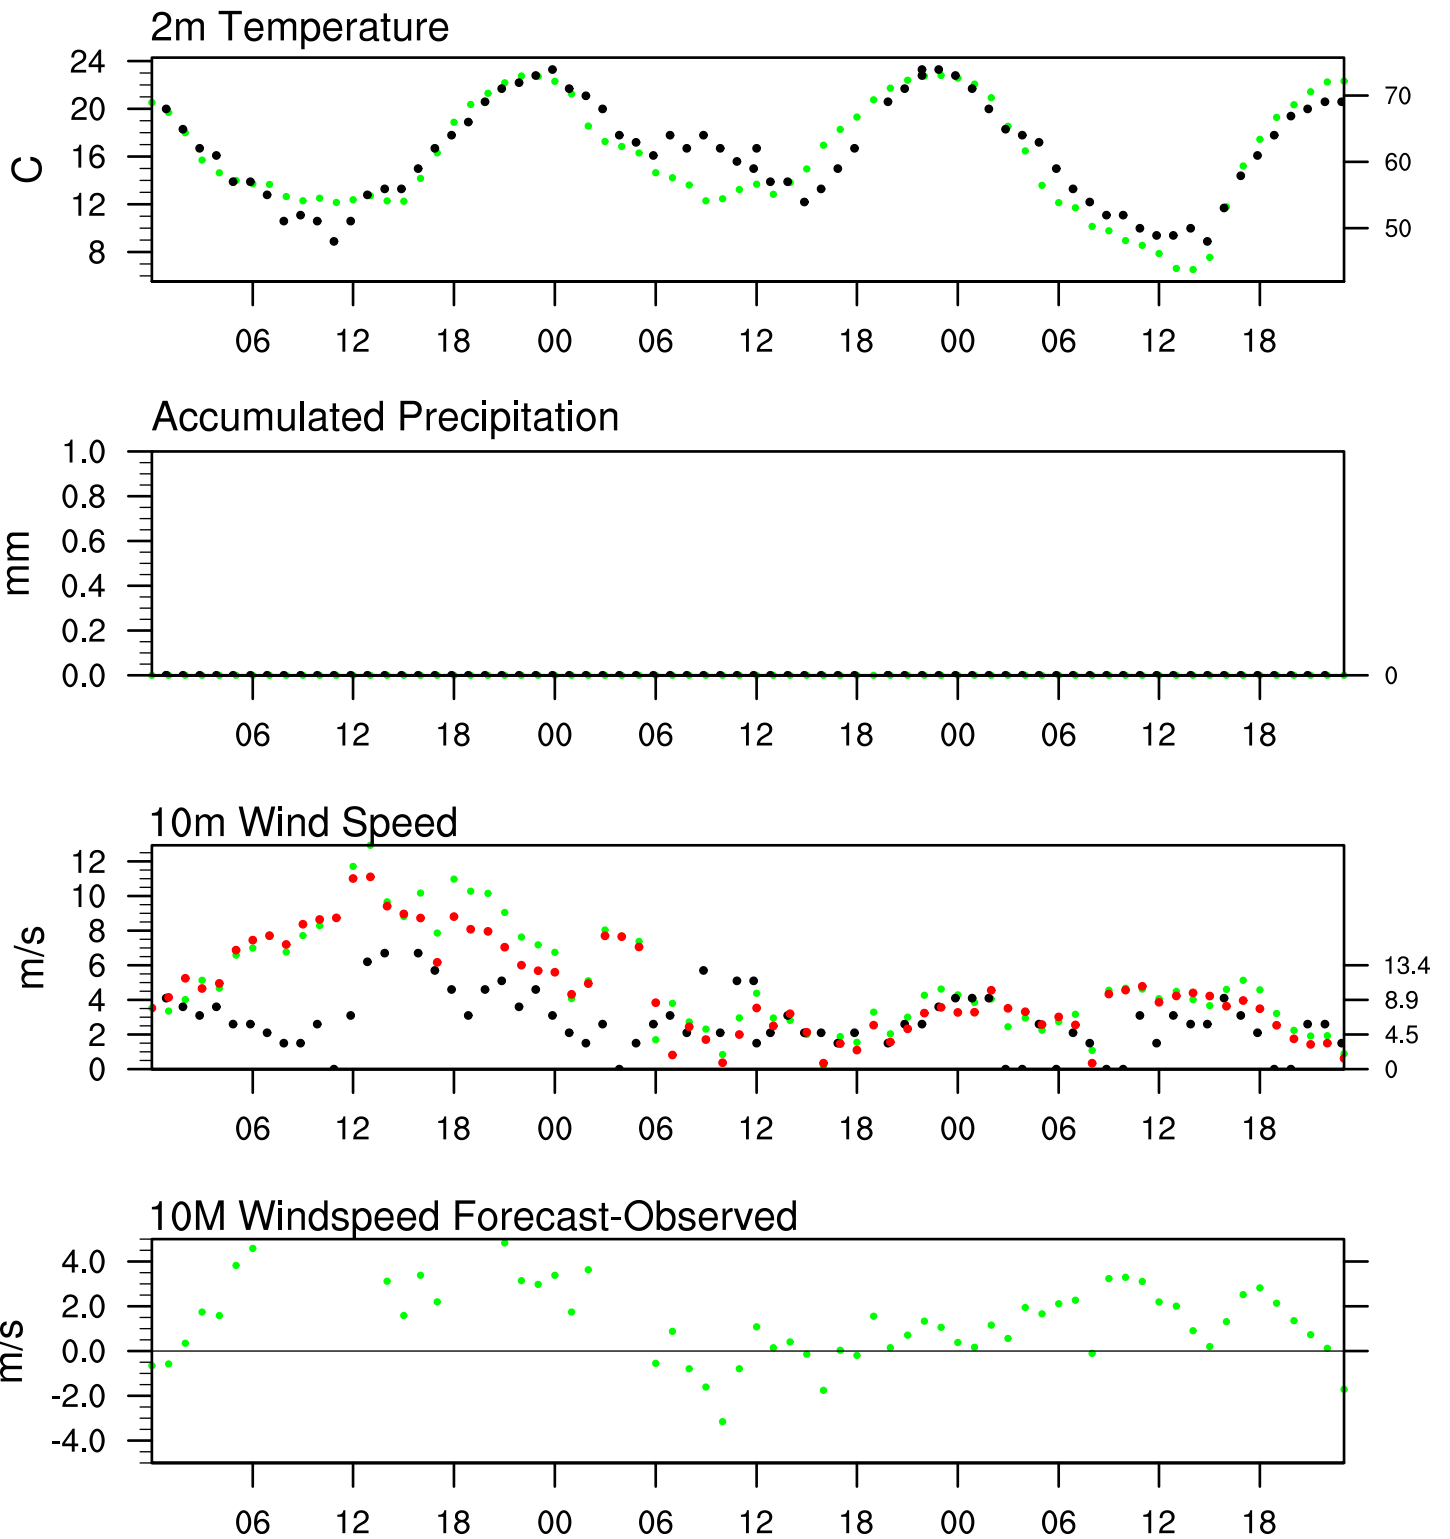 2m Temperature
24
20
16
12
8
C
70
60
50
06 12 18 00 06 12 18 00 06 12 18
Accumulated Precipitation
1.0
0.8
0.6
0.4
0.2
0.0
mm
0
06 12 18 00 06 12 18 00 06 12 18
10m Wind Speed
12
10
8
6
4
2
0
m/s
13.4
8.9
4.5
0
06 12 18 00 06 12 18 00 06 12 18
10M Windspeed Forecast-Observed
4.0
2.0
0.0
-2.0
-4.0
m/s
06 12 18 00 06 12 18 00 06 12 18